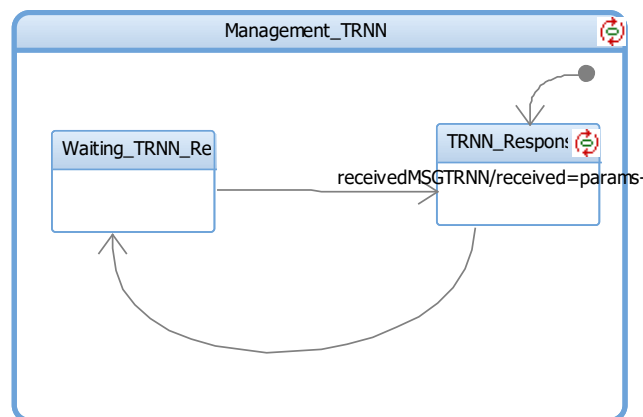 Management_TRNN
Waiting_TRNN_Re
TRNN_Respons
receivedMSGTRNN/received=params-